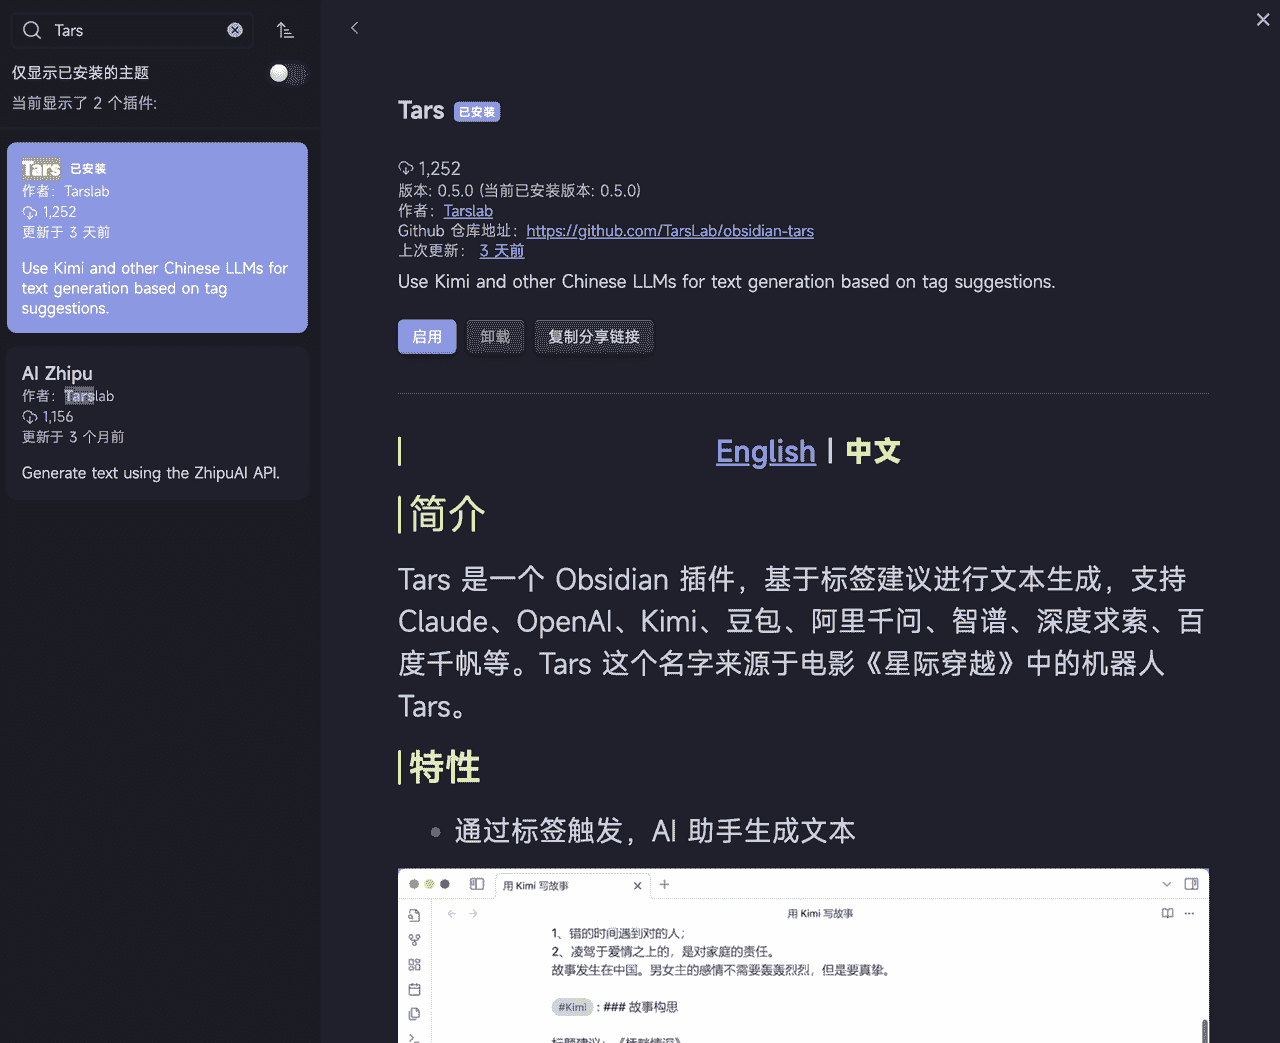 Tars
仅显示已安装的主题
当前显示了 2 个插件:
Tars 已安装
作者： Tarslab
1,252
更新于 3 天前
Use Kimi and other Chinese LLMs for
text generation based on tag
suggestions.
AI Zhipu
作者： Tarslab
1,156
更新于 3 个月前
Generate text using the ZhipuAI API.
Tars 已安装
1,252
版本: 0.5.0 (当前已安装版本: 0.5.0)
作者： Tarslab
Github 仓库地址： https://github.com/TarsLab/obsidian-tars
上次更新： 3 天前
Use Kimi and other Chinese LLMs for text generation based on tag suggestions.
启用 卸载 复制分享链接
English | 中文
简介
Tars 是一个 Obsidian 插件，基于标签建议进行文本生成，支持
Claude、OpenAI、Kimi、豆包、阿里千问、智谱、深度求索、百
度千帆等。Tars 这个名字来源于电影《星际穿越》中的机器人
Tars。
特性
通过标签触发，AI 助手生成文本
用 Kimi 写故事
用 Kimi 写故事
1、错的时间遇到对的人；
2、凌驾于爱情之上的，是对家庭的责任。
故事发生在中国。男女主的感情不需要轰轰烈烈，但是要真挚。
#Kimi : ### 故事构思